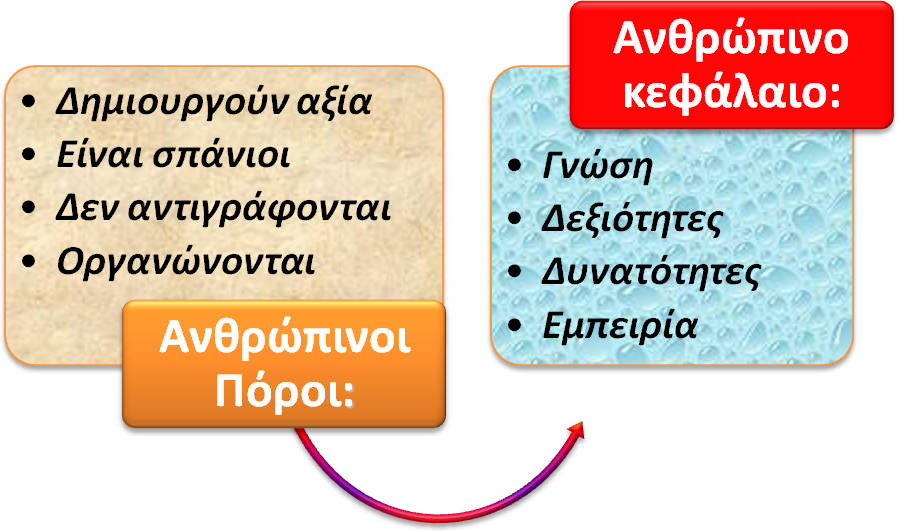 • Δημιουργούν αξία
• Είναι σπάνιοι
• Δεν αντιγράφονται
• Οργανώνονται
Ανθρώπινοι
Πόροι:
Ανθρώπινο
κεφάλαιο:
• Γνώση
• Δεξιότητες
• Δυνατότητες
• Εμπειρία